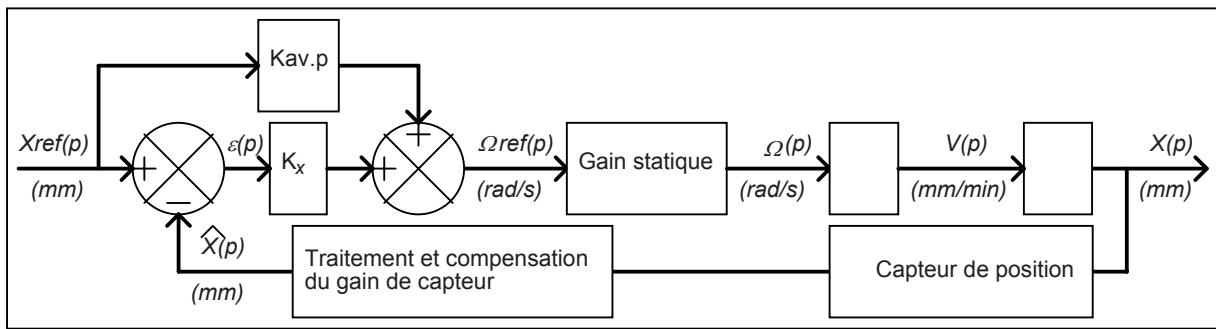 Kav.p
Xref(p)
(mm)
+
−
ε(p)
Kx
+
+
Ωref(p)
(rad/s)
Gain statique
Ω(p)
(rad/s)
V(p)
(mm/min)
X(p)
(mm)
X̂(p)
(mm)
Traitement et compensation
du gain de capteur
Capteur de position